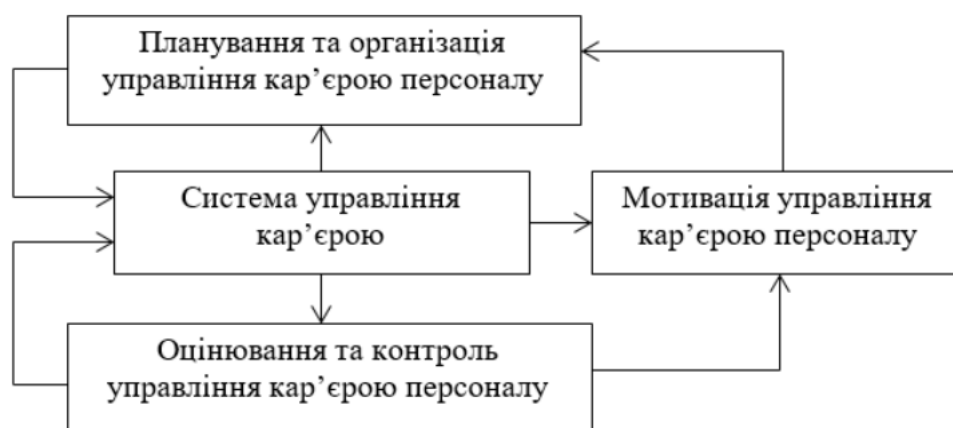 Планування та організація
управління кар’єрою персоналу
Система управління
кар’єрою
Мотивація управління
кар’єрою персоналу
Оцінювання та контроль
управління кар’єрою персоналу